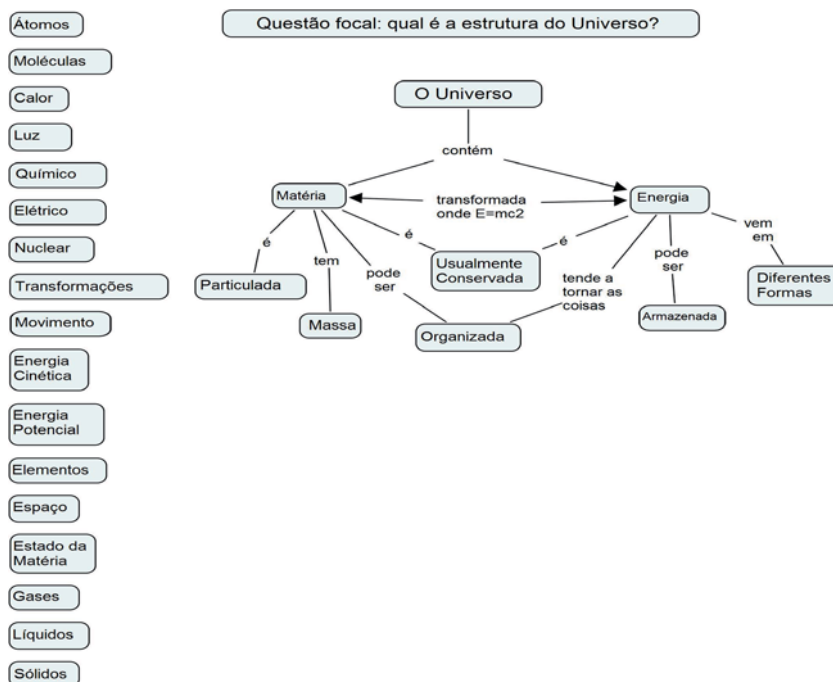 Questão focal: qual é a estrutura do Universo?
Átomos
Moléculas
Calor
Luz
Químico
Elétrico
Nuclear
Transformações
Movimento
Energia
Cinética
Energia
Potencial
Elementos
Espaço
Estado da
Matéria
Gases
Líquidos
Sólidos
O Universo
contém
Matéria
transformada
onde E=mc2
Energia
é
tem
pode
ser
é
é
tende a
tornar as
coisas
pode
ser
vem
em
Particulada
Massa
Usualmente
Conservada
Organizada
Armazenada
Diferentes
Formas